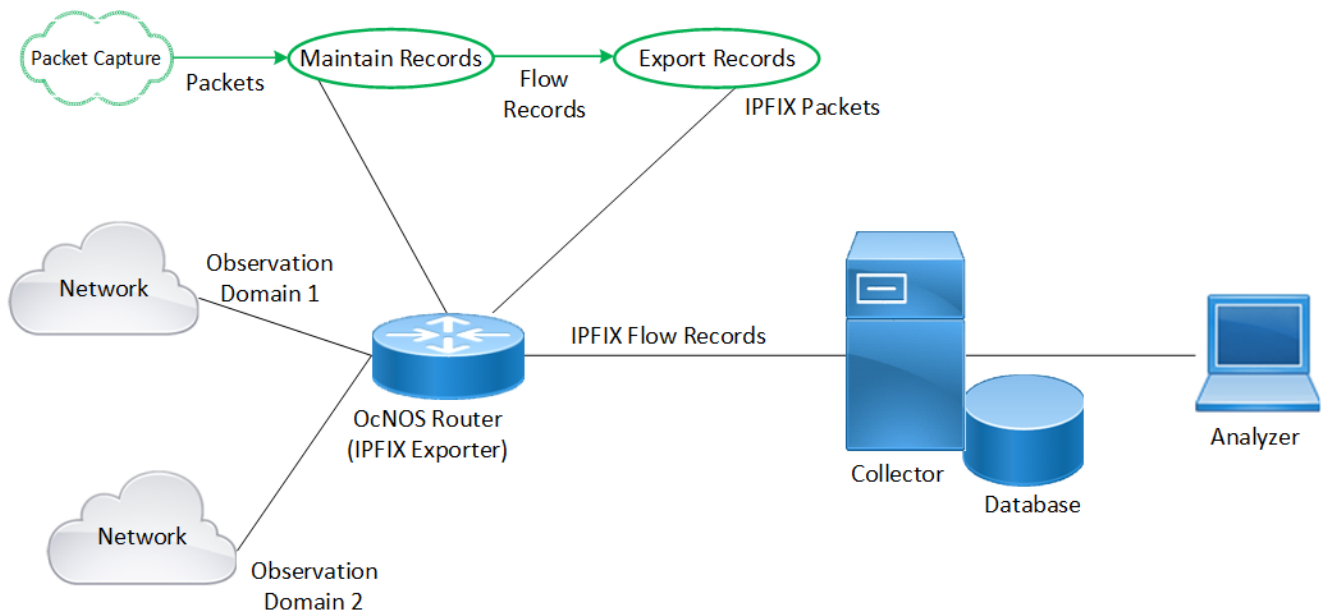 Packet Capture
Packets
Maintain Records
Flow
Records
Export Records
IPFIX Packets
Network
Observation
Domain 1
IPFIX Flow Records
OcNOS Router
(IPFIX Exporter)
Collector
Database
Analyzer
Network
Observation
Domain 2